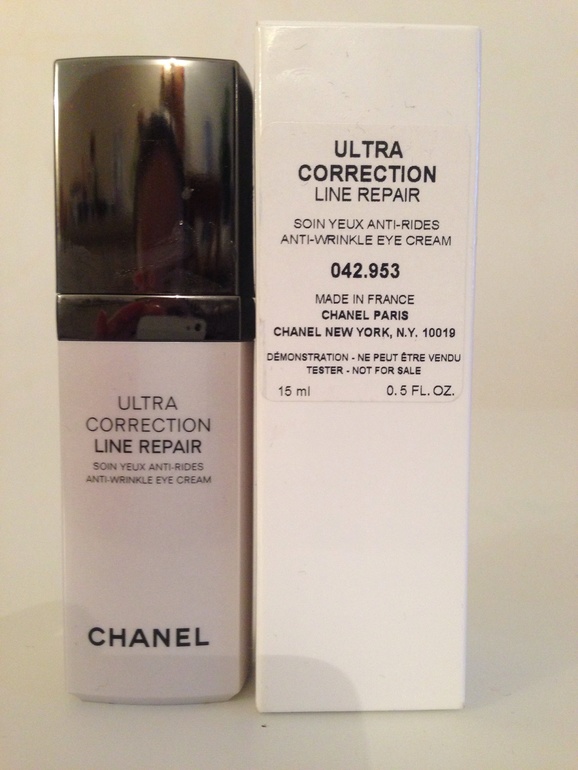 ULTRA
CORRECTION
LINE REPAIR
SOIN YEUX ANTI-RIDES
ANTI-WRINKLE EYE CREAM
CHANEL
ULTRA
CORRECTION
LINE REPAIR
SOIN YEUX ANTI-RIDES
ANTI-WRINKLE EYE CREAM
042.953
MADE IN FRANCE
CHANEL PARIS
CHANEL NEW YORK, N.Y. 10019
DÉMONSTRATION - NE PEUT ÊTRE VENDU
TESTER - NOT FOR SALE
15 ml 0.5 FL. OZ.